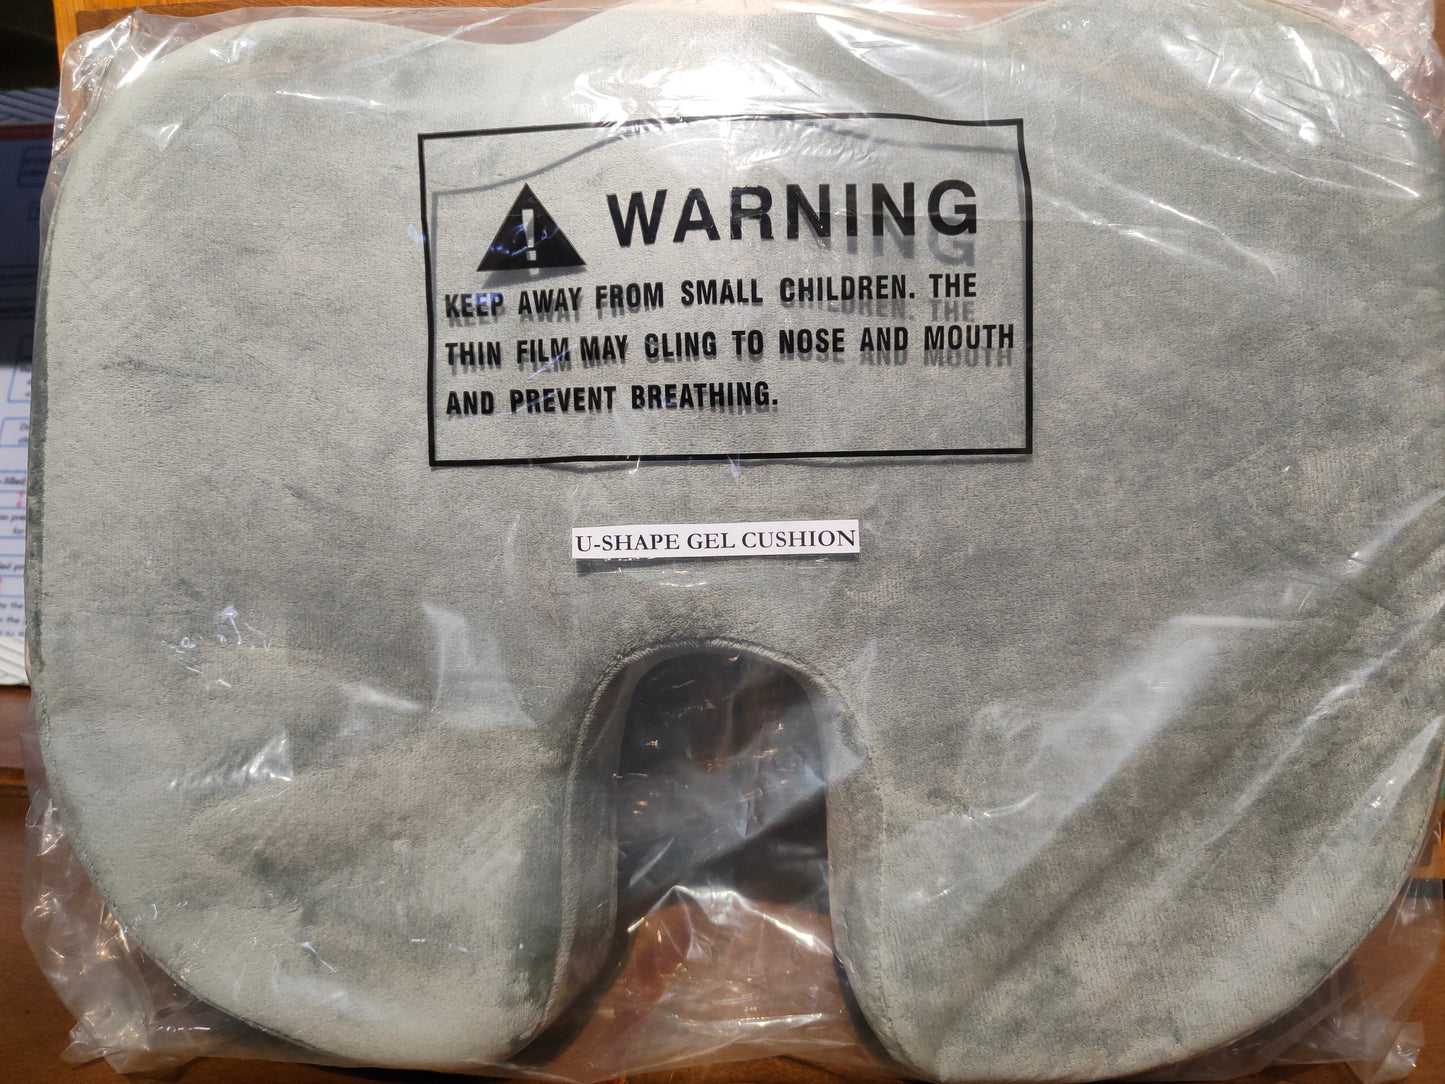 WARNING
KEEP AWAY FROM SMALL CHILDREN. THE
THIN FILM MAY CLING TO NOSE AND MOUTH
AND PREVENT BREATHING.
U-SHAPE GEL CUSHION